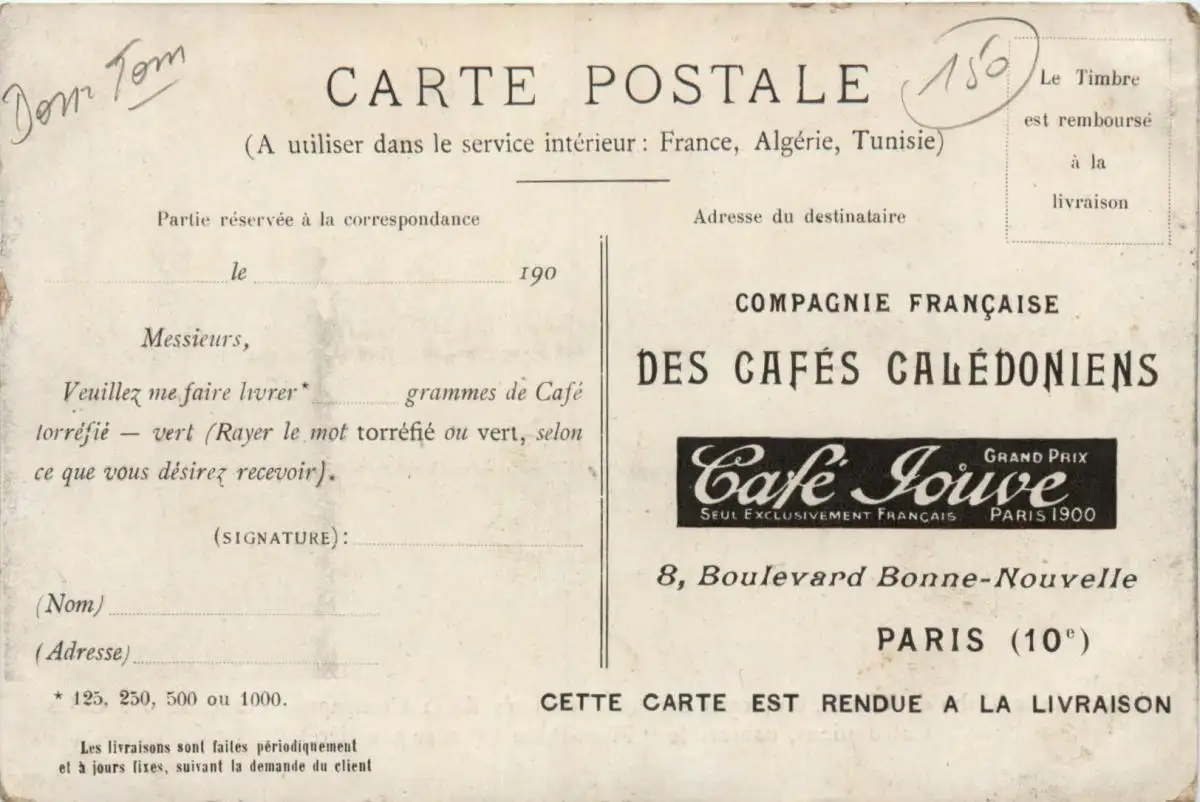 Dom Tom
150
CARTE POSTALE
(A utiliser dans le service intérieur : France, Algérie, Tunisie)
Le Timbre
est remboursé
à la
livraison
Partie réservée à la correspondance
le 190
Messieurs,
Veuillez me faire livrer* grammes de Café
torréfié — vert (Rayer le mot torréfié ou vert, selon
ce que vous désirez recevoir).
(SIGNATURE):
(Nom)
(Adresse)
* 125, 250, 500 ou 1000.
Les livraisons sont faites périodiquement
et à jours fixes, suivant la demande du client
Adresse du destinataire
COMPAGNIE FRANÇAISE
DES CAFÉS CALÉDONIENS
Café Jouve
GRAND PRIX
SEUL EXCLUSIVEMENT FRANÇAIS PARIS 1900
8, Boulevard Bonne-Nouvelle
PARIS (10e)
CETTE CARTE EST RENDUE A LA LIVRAISON